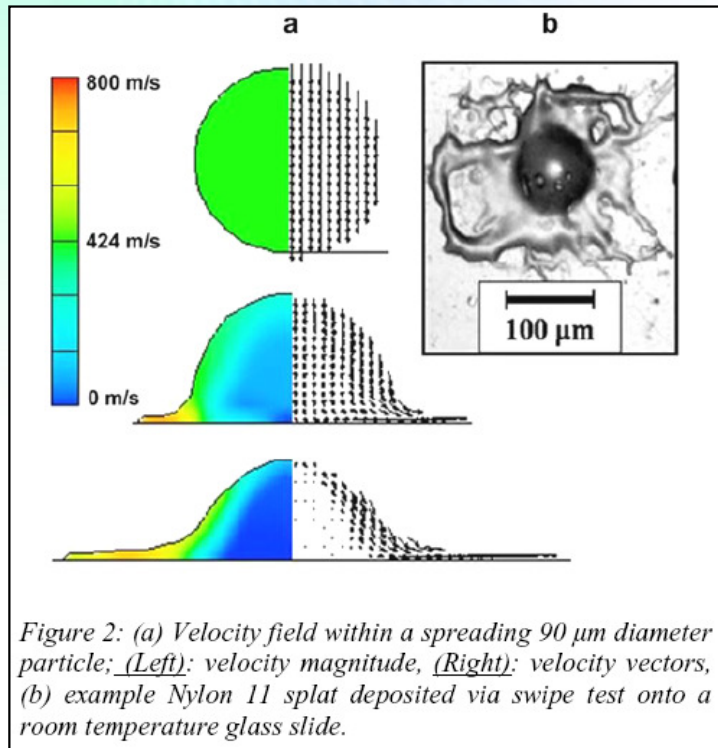 a
b
800 m/s
424 m/s
0 m/s
100 µm
Figure 2: (a) Velocity field within a spreading 90 µm diameter
particle; (Left): velocity magnitude, (Right): velocity vectors,
(b) example Nylon 11 splat deposited via swipe test onto a
room temperature glass slide.